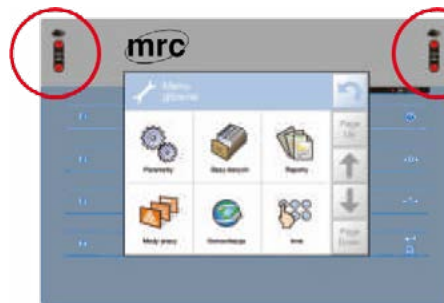 mrc
Menu
główne
Page
Up
Parametry
Bazy danych
Raporty
Page
Down
Mody pracy
Komunikacja
Inne